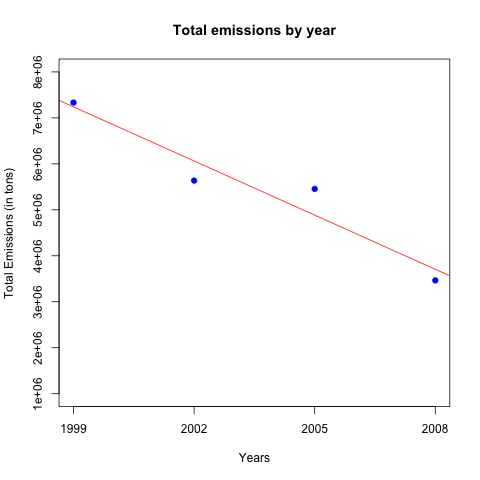 Total emissions by year
Total Emissions (in tons)
8e+06
7e+06
6e+06
5e+06
4e+06
3e+06
2e+06
1e+06
1999 2002 2005 2008
Years